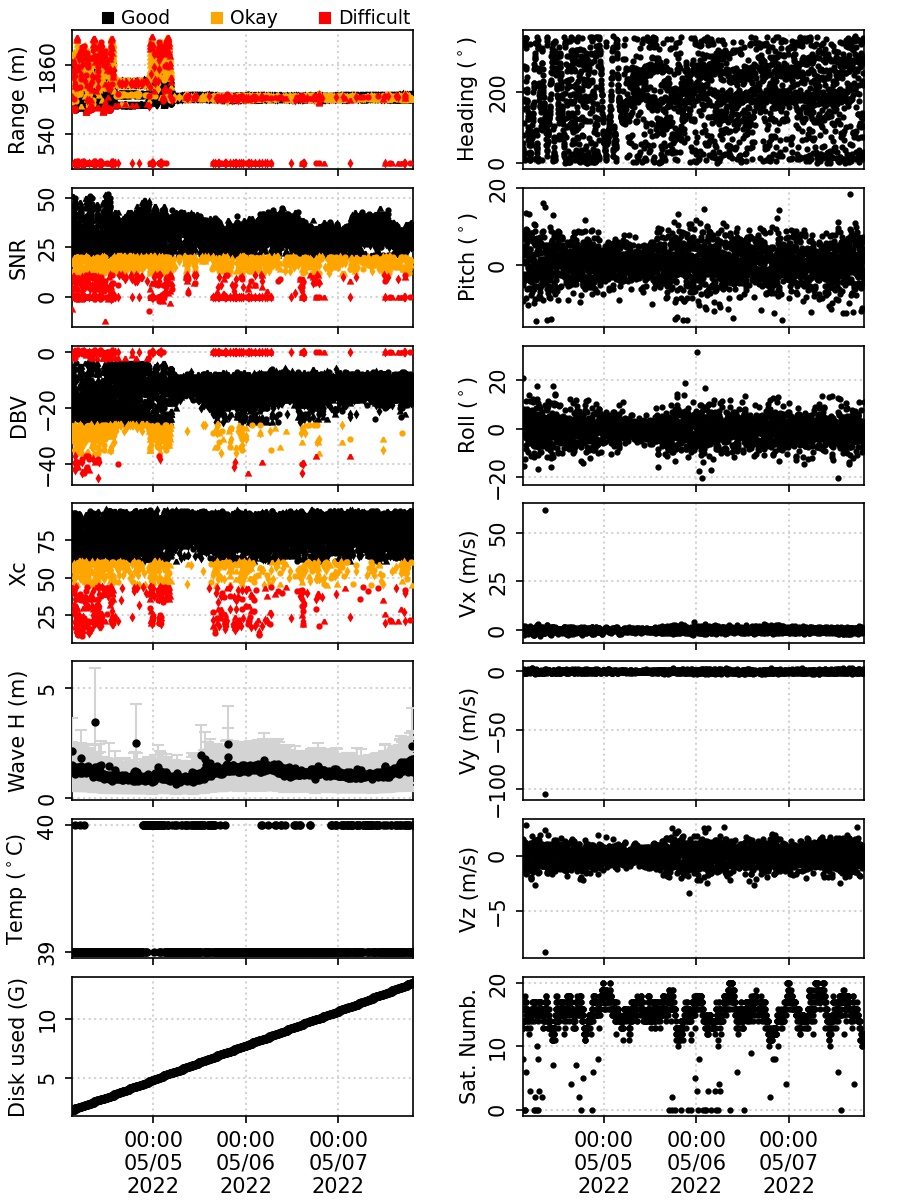 Good Okay Difficult
Range (m)
1860
540
SNR
50
25
0
DBV
0
−20
−40
Xc
75
50
25
Wave H (m)
5
0
Temp (°C)
40
39
Disk used (G)
10
5
00:00 00:00 00:00
05/05 05/06 05/07
2022 2022 2022
Heading (°)
200
0
Pitch (°)
20
0
Roll (°)
20
0
−20
Vx (m/s)
50
25
0
Vy (m/s)
0
−50
−100
Vz (m/s)
0
−5
Sat. Numb.
20
10
0
00:00 00:00 00:00
05/05 05/06 05/07
2022 2022 2022